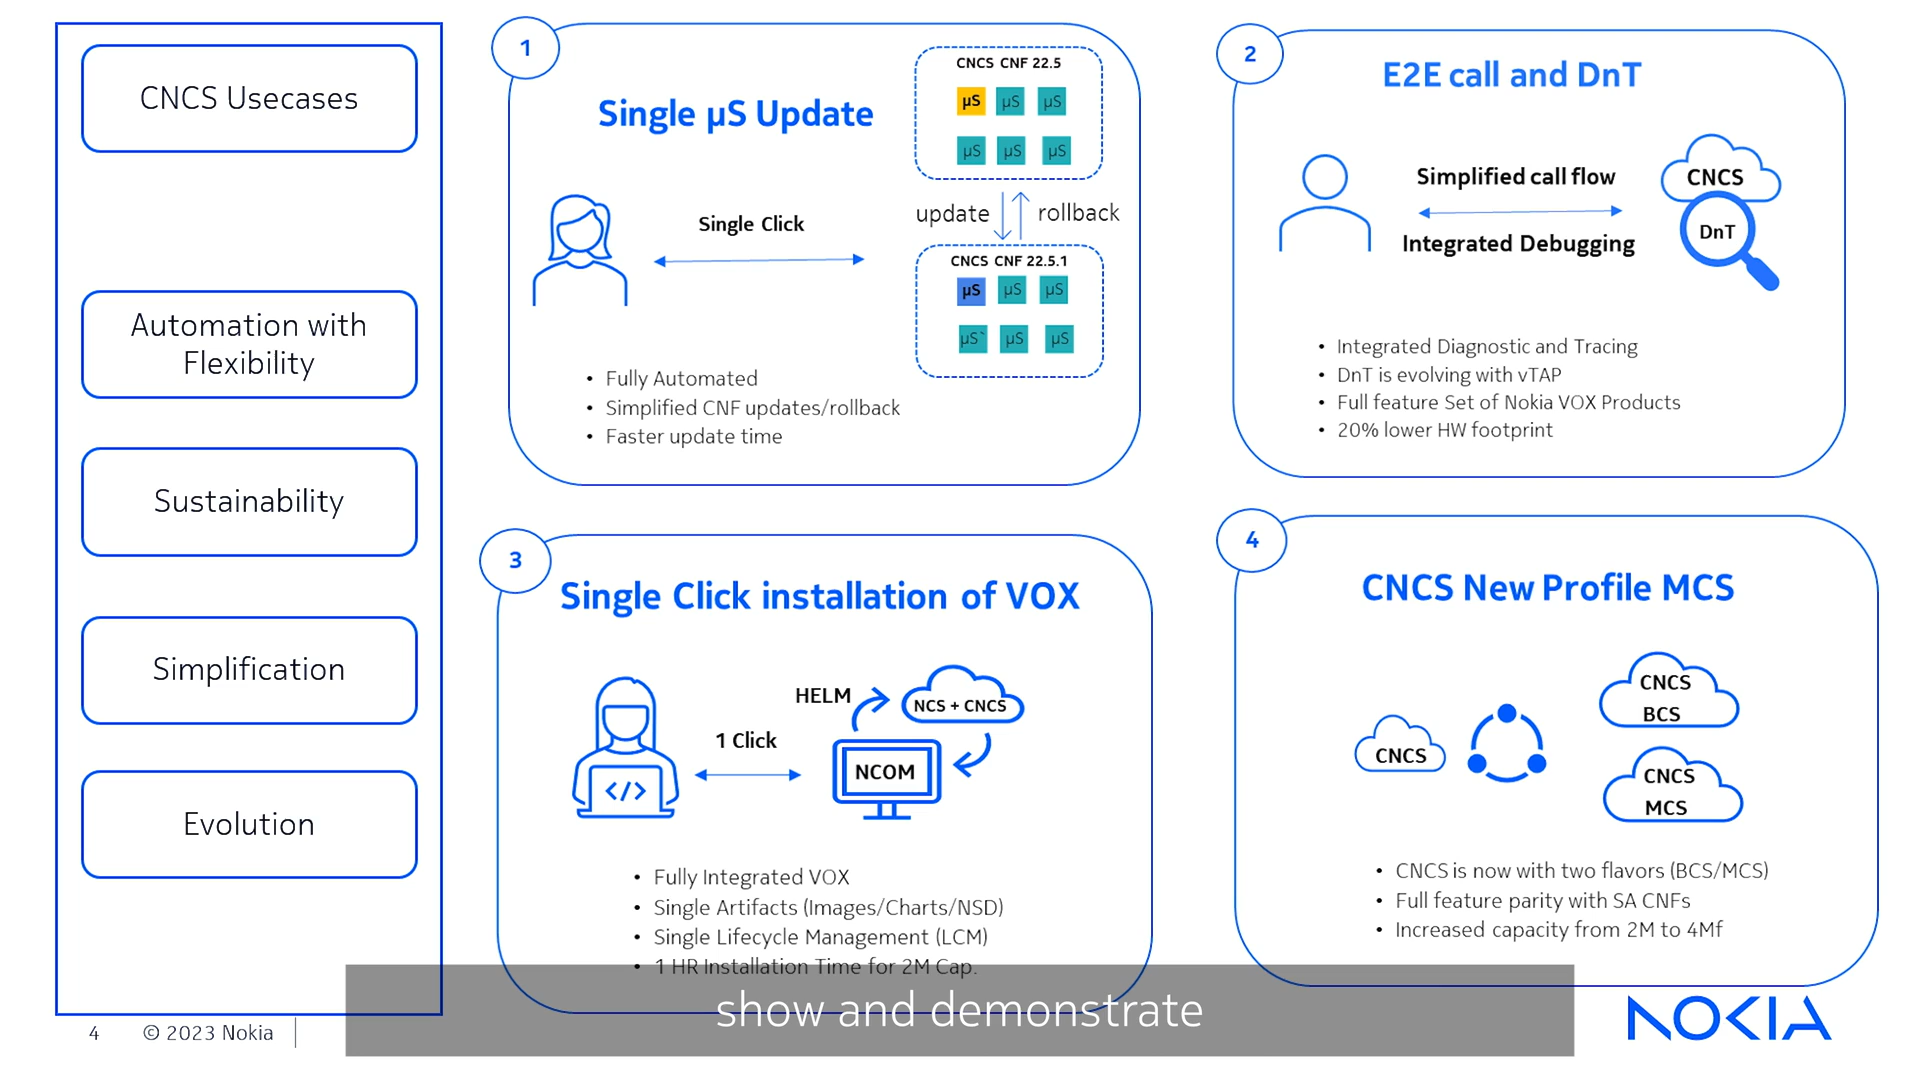 CNCS Usecases
Automation with
Flexibility
Sustainability
Simplification
Evolution
1
Single µS Update
CNCS CNF 22.5
µS µS µS
µS µS µS
Single Click
update rollback
CNCS CNF 22.5.1
µS µS µS
µS` µS µS
• Fully Automated
• Simplified CNF updates/rollback
• Faster update time
2
E2E call and DnT
Simplified call flow
Integrated Debugging
CNCS
DnT
• Integrated Diagnostic and Tracing
• DnT is evolving with vTAP
• Full feature Set of Nokia VOX Products
• 20% lower HW footprint
3
Single Click installation of VOX
1 Click
HELM
NCS + CNCS
NCOM
</>
• Fully Integrated VOX
• Single Artifacts (Images/Charts/NSD)
• Single Lifecycle Management (LCM)
• 1 HR Installation Time for 2M Cap.
4
CNCS New Profile MCS
CNCS
CNCS
BCS
CNCS
MCS
• CNCS is now with two flavors (BCS/MCS)
• Full feature parity with SA CNFs
• Increased capacity from 2M to 4Mf
show and demonstrate
4 © 2023 Nokia
NOKIA